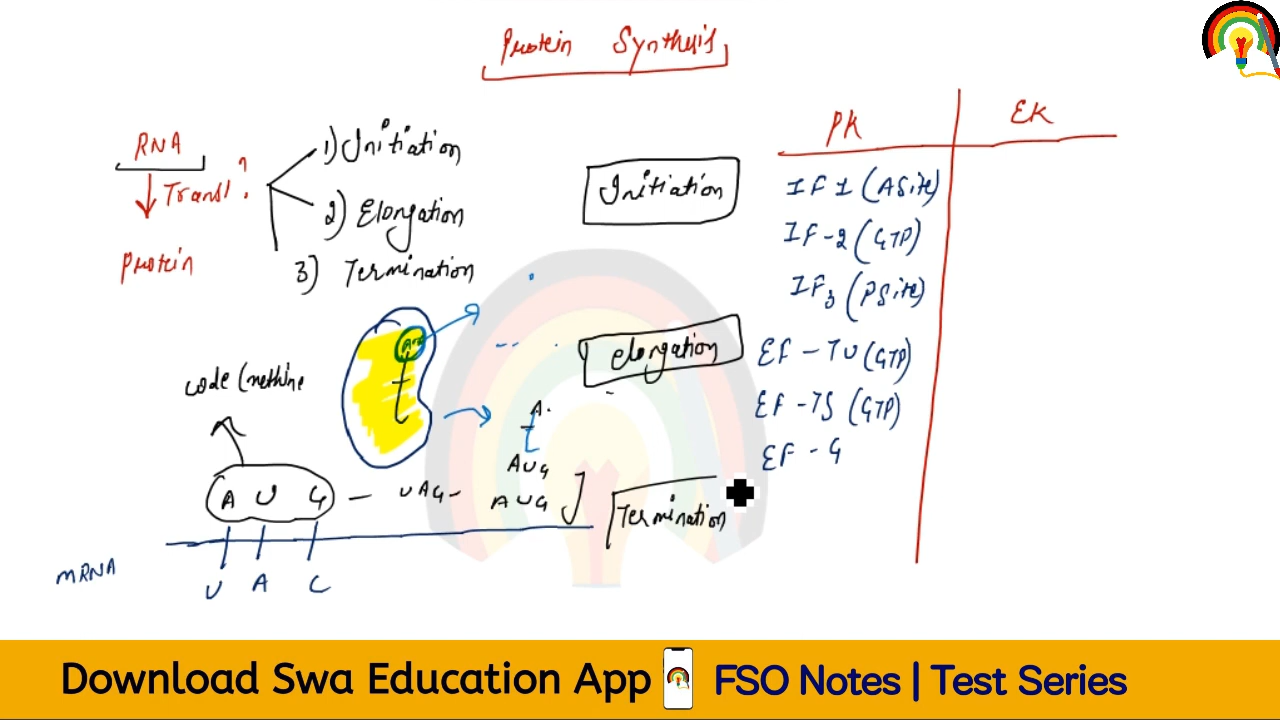 Protein Synthesis
RNA
Transl ?
Protein
1) Initiation
2) Elongation
3) Termination
Initiation
Elongation
Termination
PK
EK
IF 1 (A Site)
IF-2 (GTP)
IF3 (P Site)
EF - TU (GTP)
EF - TS (GTP)
EF - G
code (methine
A U G - UAG -
A.
AUG
AUG
mRNA
U A C
Download Swa Education App
FSO Notes | Test Series